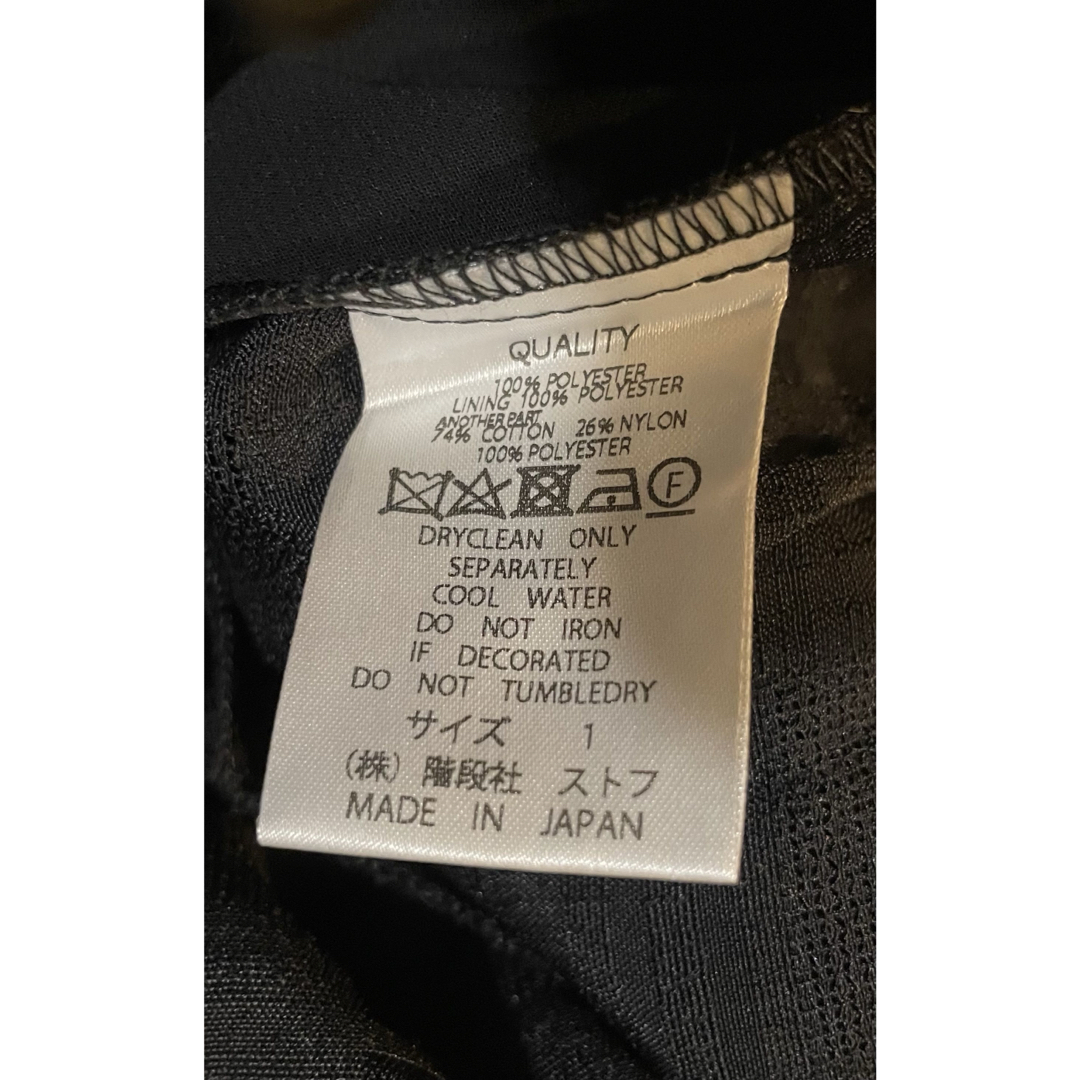 QUALITY
100% POLYESTER
LINING 100% POLYESTER
ANOTHER PART
74% COTTON 26% NYLON
100% POLYESTER
F
DRYCLEAN ONLY
SEPARATELY
COOL WATER
DO NOT IRON
IF DECORATED
DO NOT TUMBLEDRY
サイズ 1
(株) 階段社 ストフ
MADE IN JAPAN